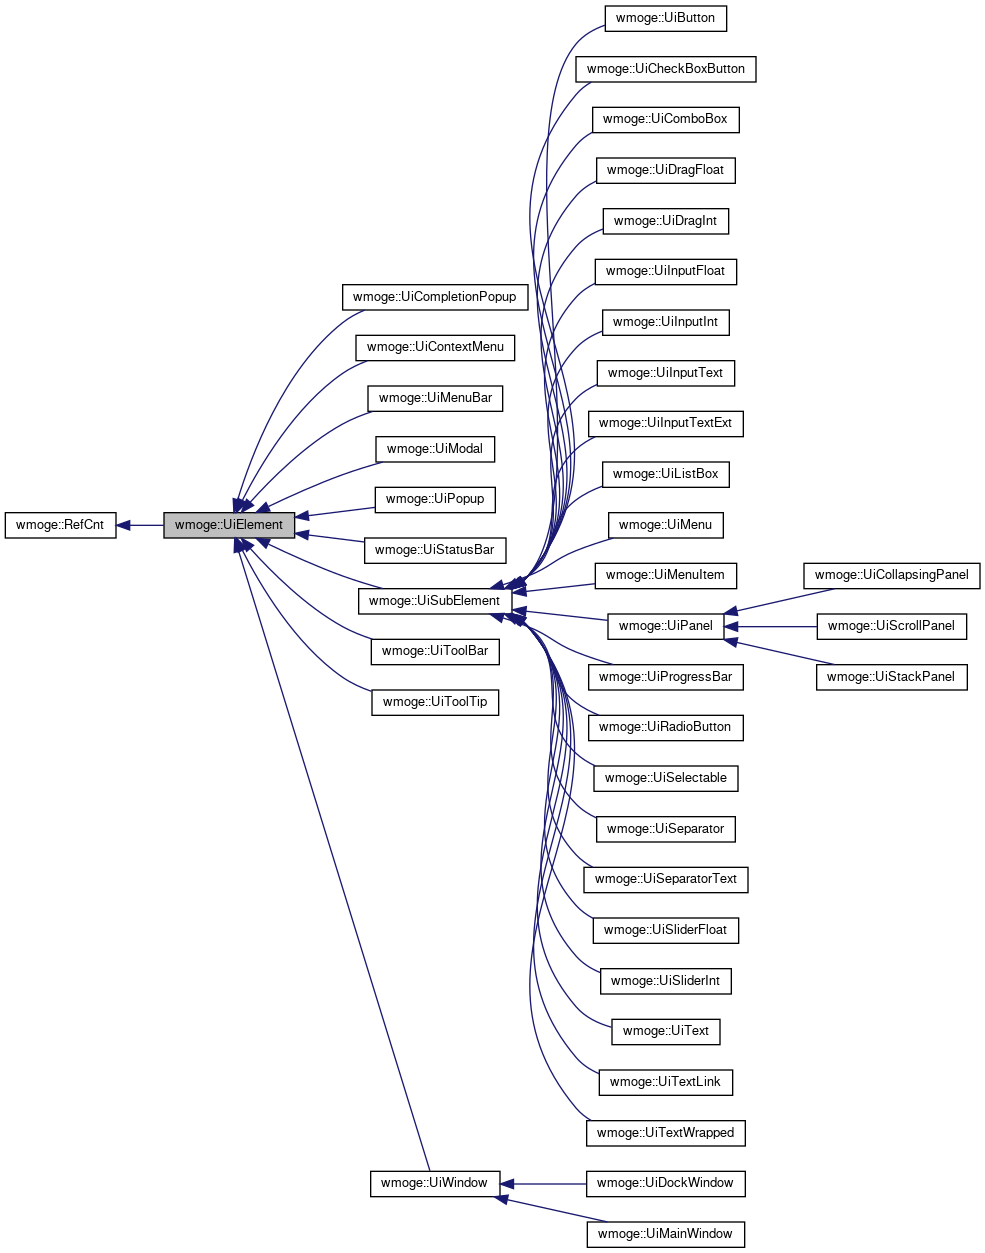 wmoge::UiButton
wmoge::UiCheckBoxButton
wmoge::UiComboBox
wmoge::UiDragFloat
wmoge::UiDragInt
wmoge::UiInputFloat
wmoge::UiCompletionPopup
wmoge::UiInputInt
wmoge::UiContextMenu
wmoge::UiInputText
wmoge::UiMenuBar
wmoge::UiInputTextExt
wmoge::UiModal
wmoge::UiListBox
wmoge::UiPopup
wmoge::RefCnt
wmoge::UiElement
wmoge::UiMenu
wmoge::UiStatusBar
wmoge::UiMenuItem
wmoge::UiCollapsingPanel
wmoge::UiSubElement
wmoge::UiPanel
wmoge::UiScrollPanel
wmoge::UiToolBar
wmoge::UiProgressBar
wmoge::UiStackPanel
wmoge::UiToolTip
wmoge::UiRadioButton
wmoge::UiSelectable
wmoge::UiSeparator
wmoge::UiSeparatorText
wmoge::UiSliderFloat
wmoge::UiSliderInt
wmoge::UiText
wmoge::UiTextLink
wmoge::UiTextWrapped
wmoge::UiWindow
wmoge::UiDockWindow
wmoge::UiMainWindow